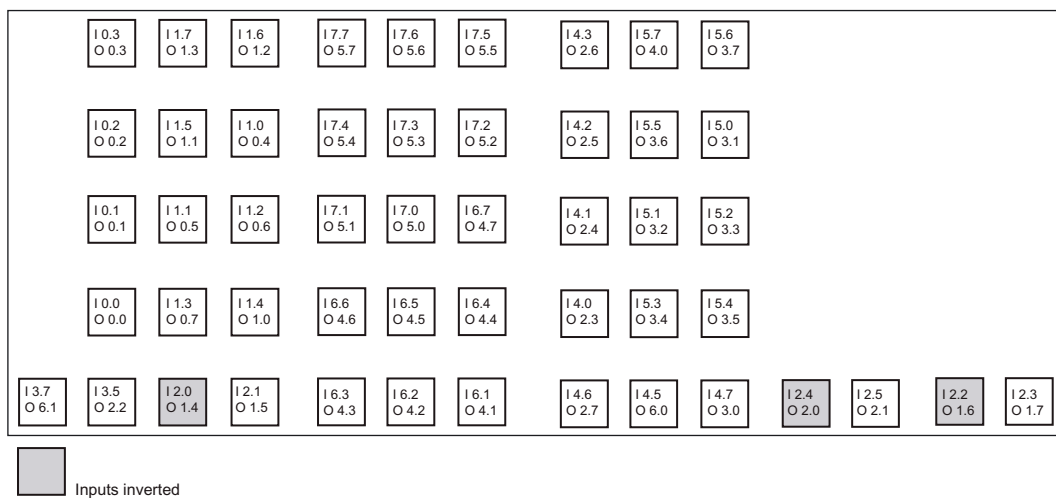 I 0.3 I 1.7 I 1.6 I 7.7 I 7.6 I 7.5 I 4.3 I 5.7 I 5.6
O 0.3 O 1.3 O 1.2 O 5.7 O 5.6 O 5.5 O 2.6 O 4.0 O 3.7
I 0.2 I 1.5 I 1.0 I 7.4 I 7.3 I 7.2 I 4.2 I 5.5 I 5.0
O 0.2 O 1.1 O 0.4 O 5.4 O 5.3 O 5.2 O 2.5 O 3.6 O 3.1
I 0.1 I 1.1 I 1.2 I 7.1 I 7.0 I 6.7 I 4.1 I 5.1 I 5.2
O 0.1 O 0.5 O 0.6 O 5.1 O 5.0 O 4.7 O 2.4 O 3.2 O 3.3
I 0.0 I 1.3 I 1.4 I 6.6 I 6.5 I 6.4 I 4.0 I 5.3 I 5.4
O 0.0 O 0.7 O 1.0 O 4.6 O 4.5 O 4.4 O 2.3 O 3.4 O 3.5
I 3.7 I 3.5 I 2.0 I 2.1 I 6.3 I 6.2 I 6.1 I 4.6 I 4.5 I 4.7 I 2.4 I 2.5 I 2.2 I 2.3
O 6.1 O 2.2 O 1.4 O 1.5 O 4.3 O 4.2 O 4.1 O 2.7 O 6.0 O 3.0 O 2.0 O 2.1 O 1.6 O 1.7
Inputs inverted